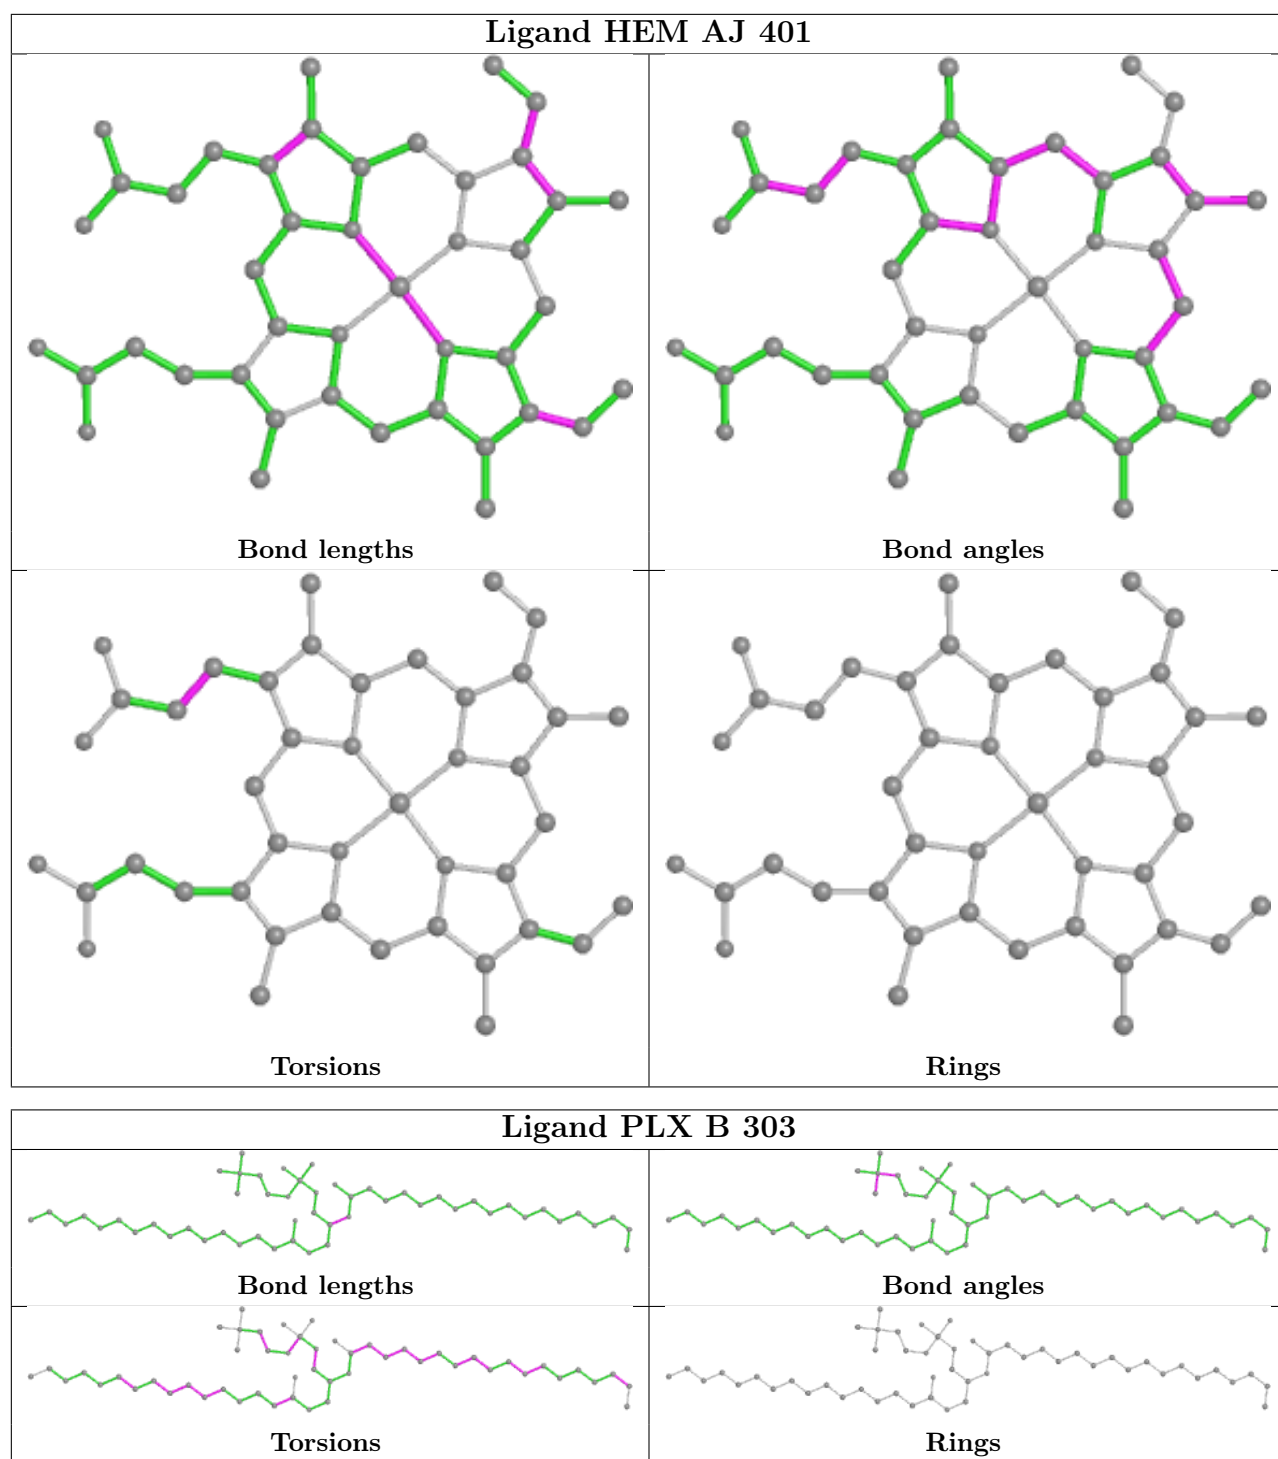 Ligand HEM AJ 401
Bond lengths
Bond angles
Torsions
Rings
Ligand PLX B 303
Bond lengths
Bond angles
Torsions
Rings